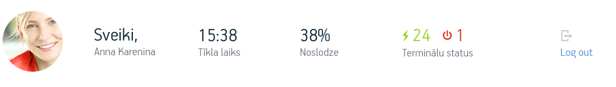 Sveiki,
Anna Karenina
15:38
Tīkla laiks
38%
Noslodze
24 1
Terminālu status
Log out